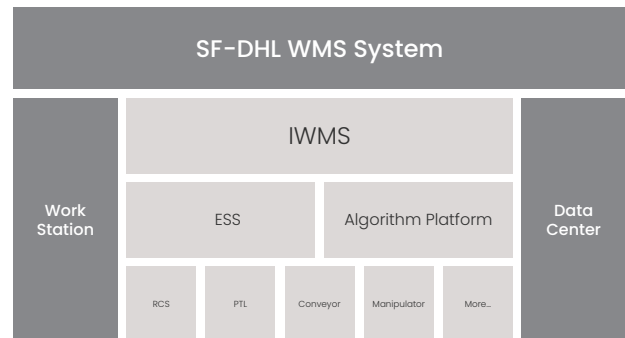 SF-DHL WMS System
IWMS
Work
Station
ESS
Algorithm Platform
Data
Center
RCS
PTL
Conveyor
Manipulator
More...